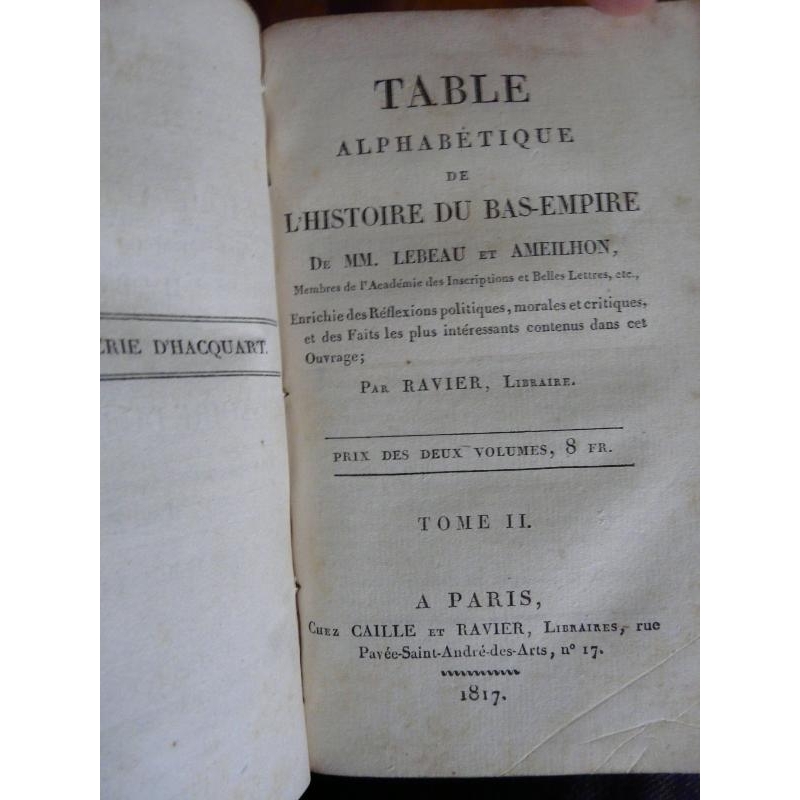 D'HACQUART.
TABLE
ALPHABÉTIQUE
DE
L'HISTOIRE DU BAS-EMPIRE
DE MM. LEBEAU ET AMEILHON,
Membres de l'Académie des Inscriptions et Belles Lettres, etc.,
Enrichie des Réflexions politiques, morales et critiques,
et des Faits les plus intéressants contenus dans cet
Ouvrage;
PAR RAVIER, LIBRAIRE.
PRIX DES DEUX VOLUMES, 8 FR.
TOME II.
A PARIS,
CHEZ CAILLE ET RAVIER, LIBRAIRES, rue
Pavée-Saint-André-des-Arts, nº 17.
1817.